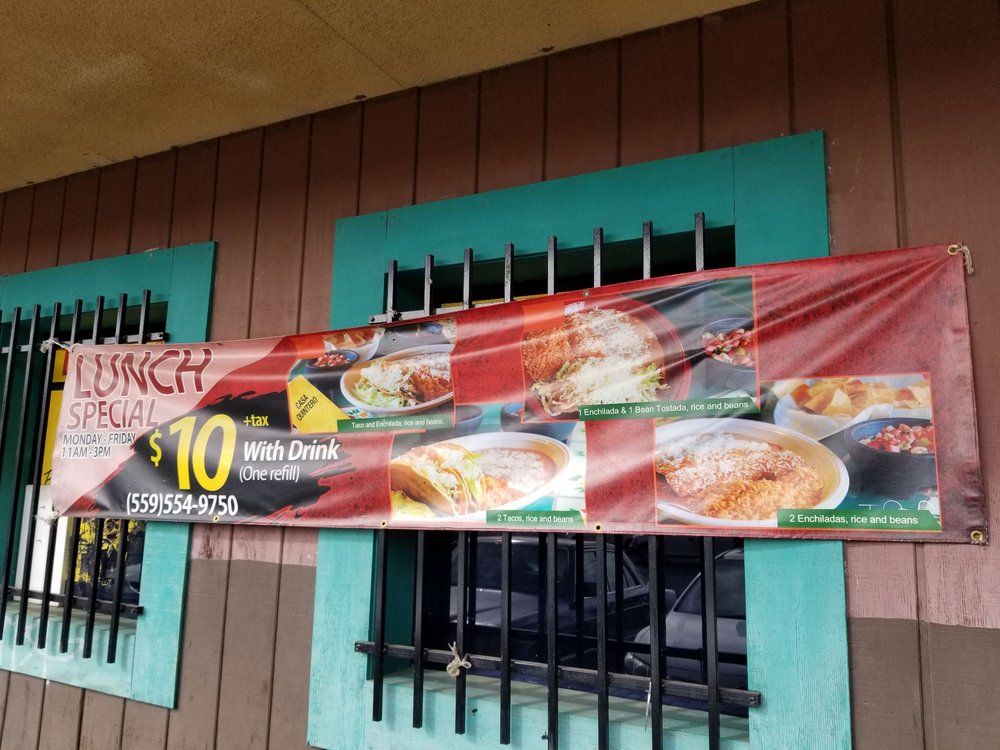 LUNCH
SPECIAL
MONDAY - FRIDAY
11AM-3PM
$10 +tax
With Drink
(One refill)
(559)554-9750
CASA
QUINTERO
Taco and Enchilada, rice and beans,
1 Enchilada & 1 Bean Tostada, rice and beans
2 Tacos, rice and beans
2 Enchiladas, rice and beans